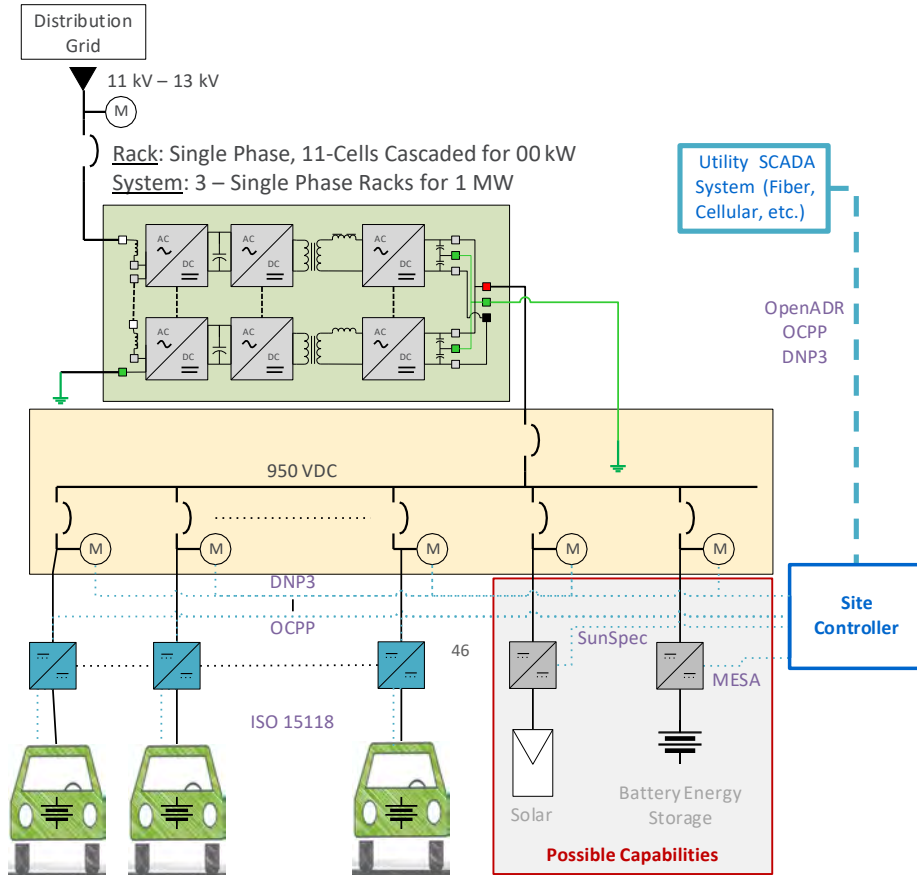 Distribution
Grid
11 kV – 13 kV
M
Rack: Single Phase, 11-Cells Cascaded for 00 kW
System: 3 – Single Phase Racks for 1 MW
Utility SCADA
System (Fiber,
Cellular, etc.)
AC
DC
AC
DC
AC
DC
OpenADR
OCPP
DNP3
AC
DC
AC
DC
AC
DC
950 VDC
M
M
M
M
M
DNP3
OCPP
Site
Controller
SunSpec
46
MESA
ISO 15118
Solar
Battery Energy
Storage
Possible Capabilities